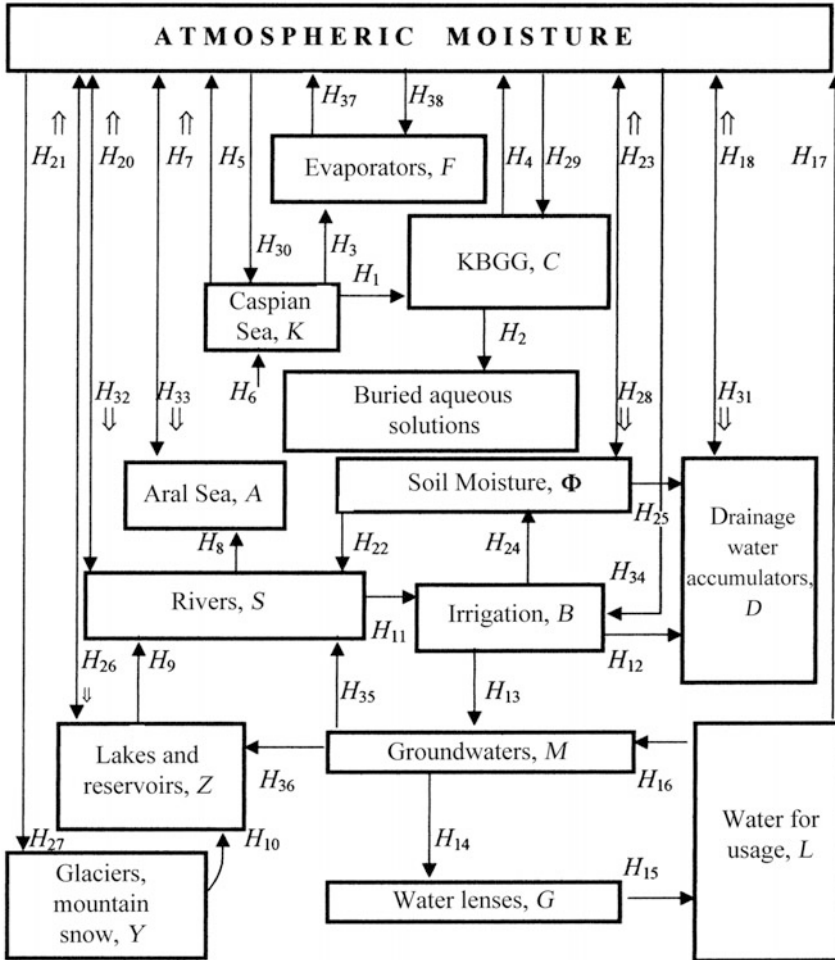 ATMOSPHERIC MOISTURE
H37
H38
⇑
⇑
⇑
⇑
⇑
H21
H20
H7
H5
H4
H29
H23
H18
H17
Evaporators, F
H30
H3
KBGG, C
H1
Caspian
Sea, K
H2
H6
H32
⇓
H33
⇓
Buried aqueous
solutions
H28
⇓
H31
⇓
Aral Sea, A
Soil Moisture, Φ
H25
Drainage
water
accumulators,
D
H8
H22
H24
H34
Rivers, S
H11
Irrigation, B
H12
H26
⇓
H9
H35
H13
Lakes and
reservoirs, Z
Groundwaters, M
H36
H16
H27
H10
H14
Water for
usage, L
Glaciers,
mountain
snow, Y
H15
Water lenses, G